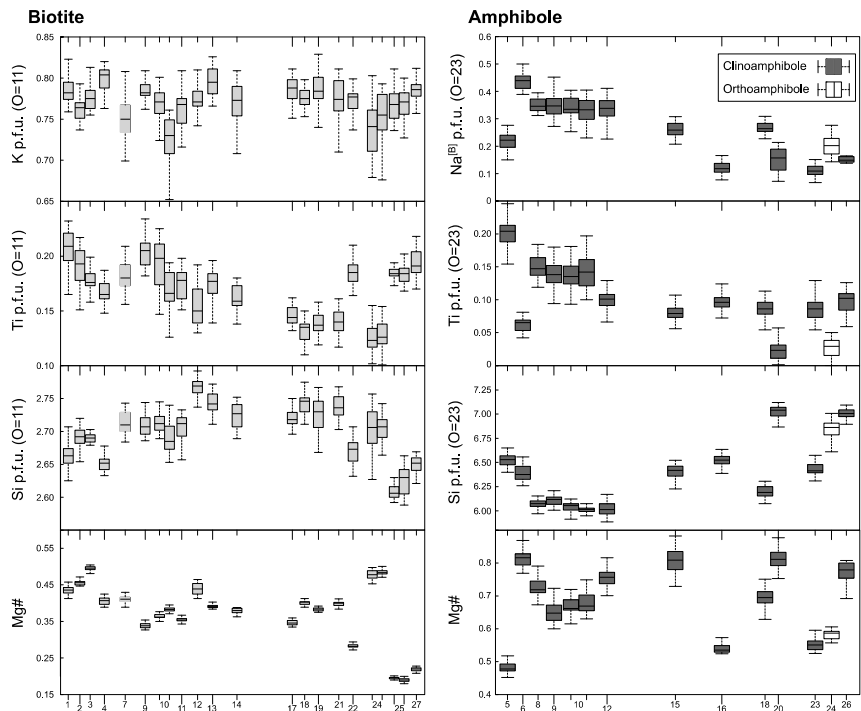 Biotite
Amphibole
K p.f.u. (O=11)
0.85
0.80
0.75
0.70
0.65
Ti p.f.u. (O=11)
0.20
0.15
0.10
Si p.f.u. (O=11)
2.75
2.70
2.65
2.60
Mg#
0.55
0.45
0.35
0.25
0.15
1 2 3 4 7 9 10 11 12 13 14 17 18 19 21 22 24 25 26 27
Na[B] p.f.u. (O=23)
0.6
0.5
0.4
0.3
0.2
0.1
0
Clinoamphibole
Orthoamphibole
Ti p.f.u. (O=23)
0.20
0.15
0.10
0.05
0
Si p.f.u. (O=23)
7.25
7.00
6.75
6.50
6.25
6.00
Mg#
0.8
0.7
0.6
0.5
0.4
5 6 8 9 10 11 12 15 16 18 20 23 24 26